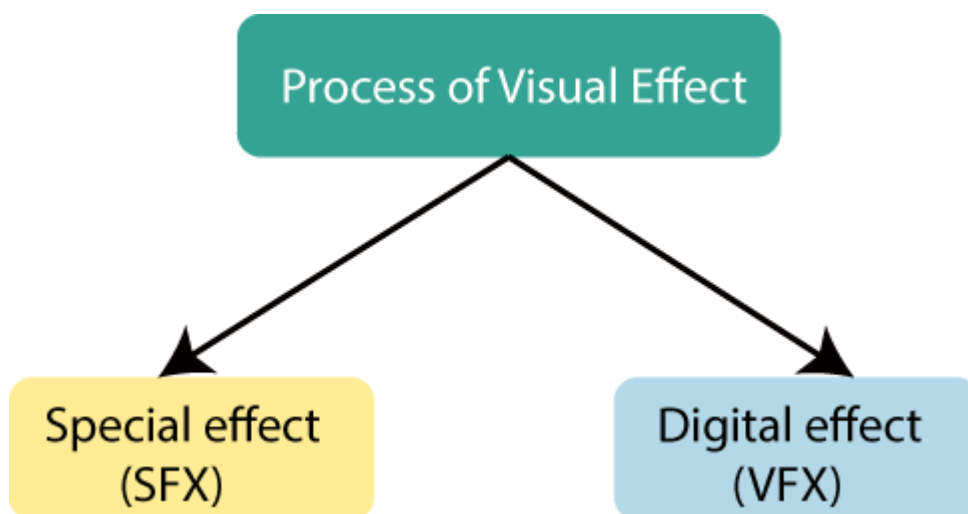 Process of Visual Effect
Special effect
(SFX)
Digital effect
(VFX)